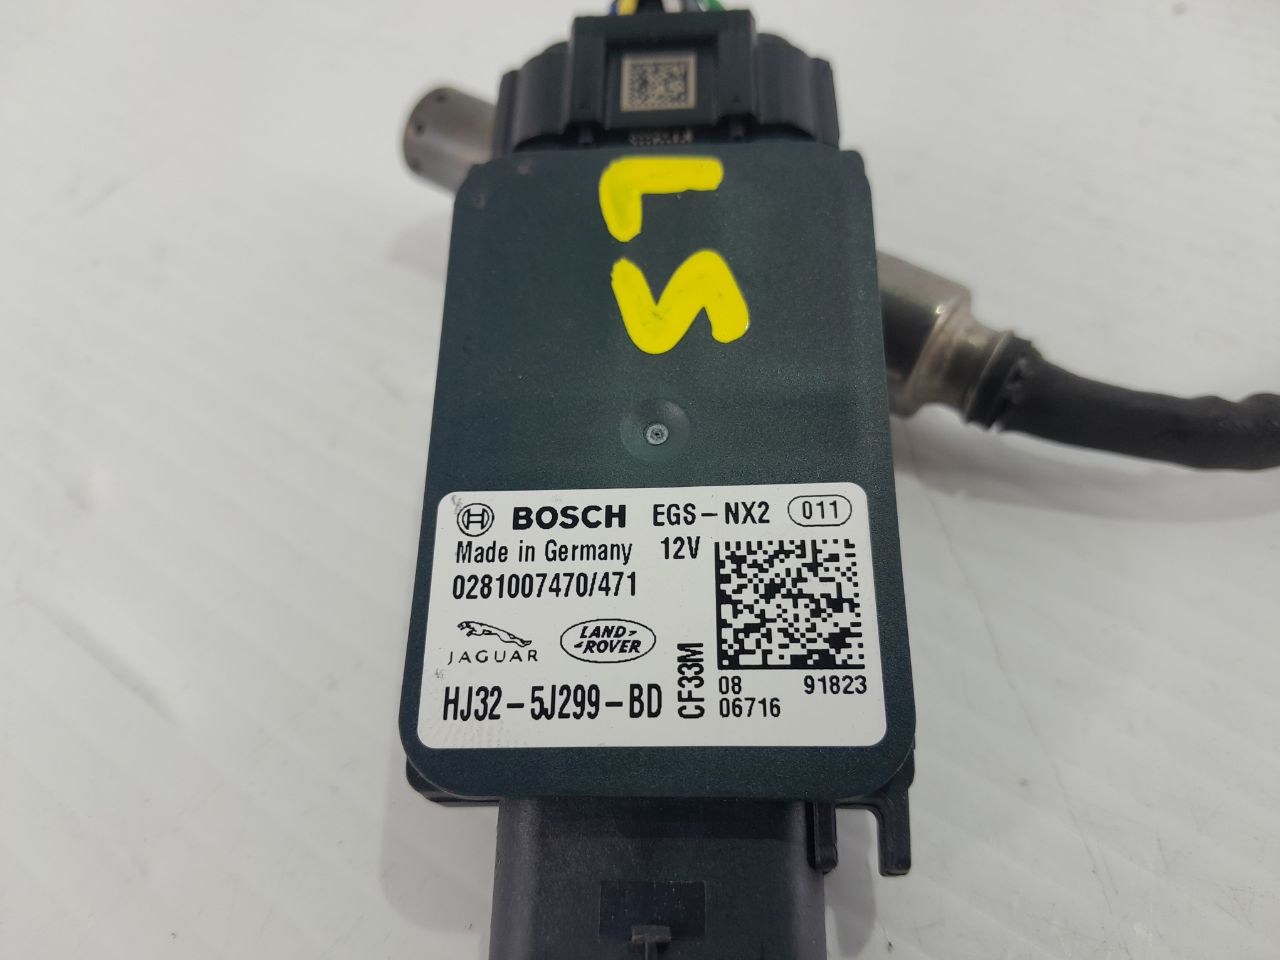 LS
BOSCH EGS-NX2 011
Made in Germany 12V
0281007470/471
JAGUAR LAND-ROVER
HJ32-5J299-BD
CF33M
08 91823
06716